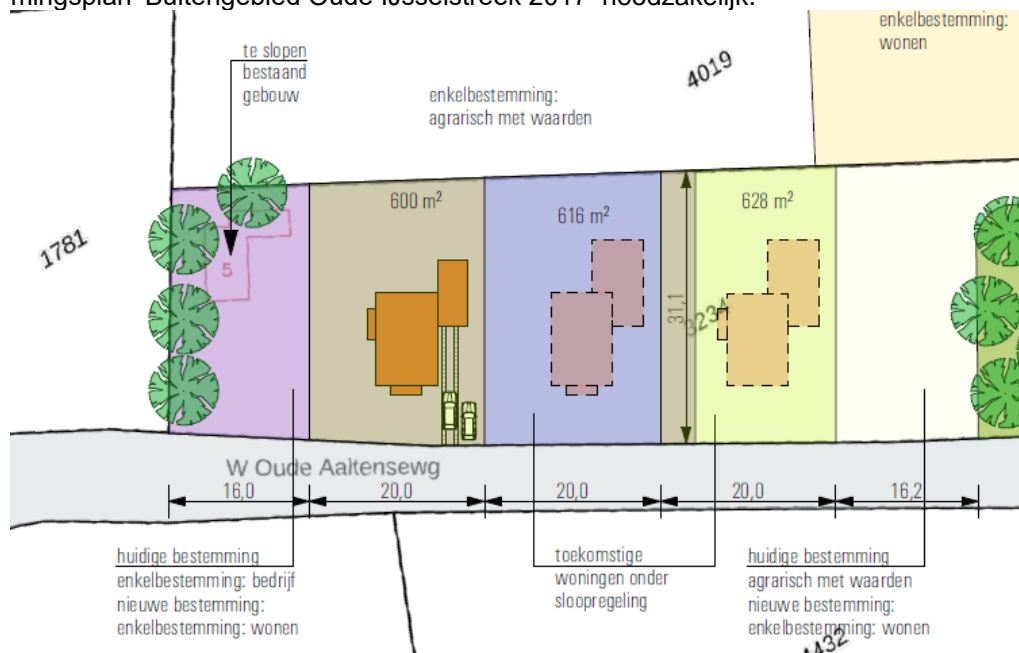 mingsplan 'Buitengebied Oude IJsselstreek 2017' noodzakelijk.
te slopen
bestaand
gebouw
enkelbestemming:
agrarisch met waarden
4019
enkelbestemming:
wonen
1781
5
600 m²
616 m²
628 m²
31,1
3234
W Oude Aaltensewg
16,0
20,0
20,0
20,0
16,2
huidige bestemming
enkelbestemming: bedrijf
nieuwe bestemming:
enkelbestemming: wonen
toekomstige
woningen onder
sloopregeling
huidige bestemming
agrarisch met waarden
nieuwe bestemming:
enkelbestemming: wonen
4432